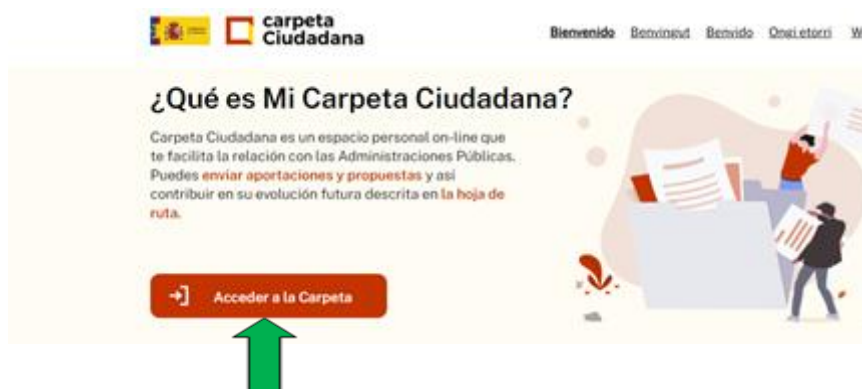 carpeta
Ciudadana
Bienvenido Benvingut Benvido Ongi etorri W
¿Qué es Mi Carpeta Ciudadana?
Carpeta Ciudadana es un espacio personal on-line que
te facilita la relación con las Administraciones Públicas.
Puedes enviar aportaciones y propuestas y así
contribuir en su evolución futura descrita en la hoja de
ruta.
Acceder a la Carpeta